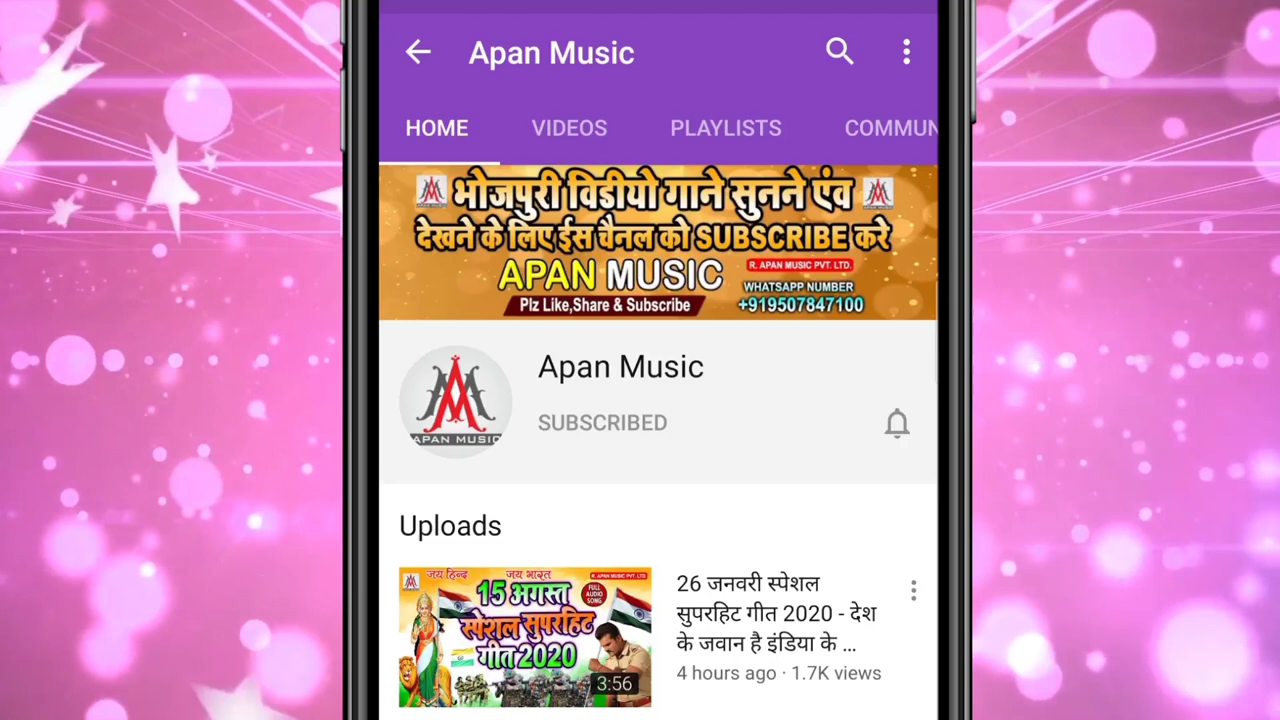 Apan Music
HOME VIDEOS PLAYLISTS COMMUN
भोजपुरी विडीयो गाने सुनने एंव
देखने के लिए ईस चैनल को SUBSCRIBE करे
APAN MUSIC
R. APAN MUSIC PVT. LTD.
WHATSAPP NUMBER
+919507847100
Plz Like,Share & Subscribe
Apan Music
SUBSCRIBED
APAN MUSIC
Uploads
जय हिन्द जय भारत
R. APAN MUSIC PVT. LTD
15 अगस्त
FULL
AUDIO
SONG
स्पेशल सुपरहिट
गीत 2020
3:56
26 जनवरी स्पेशल
सुपरहिट गीत 2020 - देश
के जवान है इंडिया के ...
4 hours ago · 1.7K views